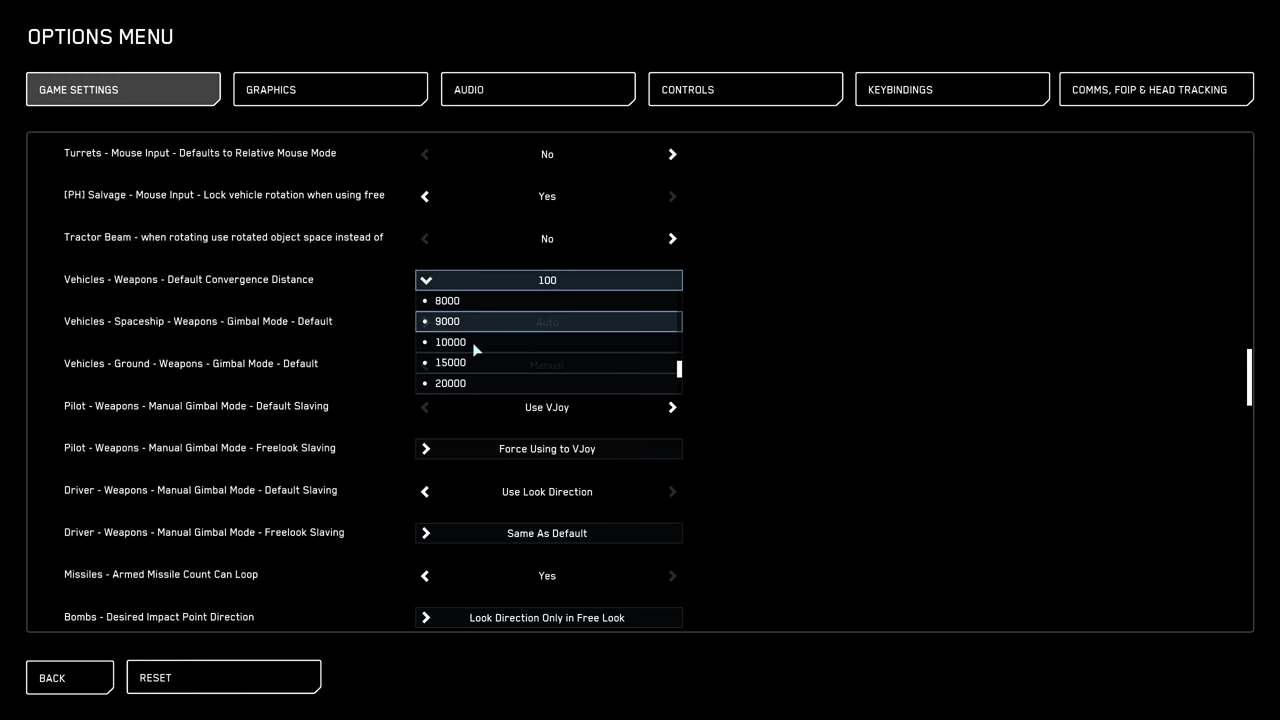 OPTIONS MENU
GAME SETTINGS
GRAPHICS
AUDIO
CONTROLS
KEYBINDINGS
COMMS, FOIP & HEAD TRACKING
Turrets - Mouse Input - Defaults to Relative Mouse Mode
No
[PH] Salvage - Mouse Input - Lock vehicle rotation when using free
Yes
Tractor Beam - when rotating use rotated object space instead of
No
Vehicles - Weapons - Default Convergence Distance
100
8000
Vehicles - Spaceship - Weapons - Gimbal Mode - Default
9000
Auto
10000
Vehicles - Ground - Weapons - Gimbal Mode - Default
15000
Manual
20000
Pilot - Weapons - Manual Gimbal Mode - Default Slaving
Use VJoy
Pilot - Weapons - Manual Gimbal Mode - Freelook Slaving
Force Using to VJoy
Driver - Weapons - Manual Gimbal Mode - Default Slaving
Use Look Direction
Driver - Weapons - Manual Gimbal Mode - Freelook Slaving
Same As Default
Missiles - Armed Missile Count Can Loop
Yes
Bombs - Desired Impact Point Direction
Look Direction Only in Free Look
BACK
RESET